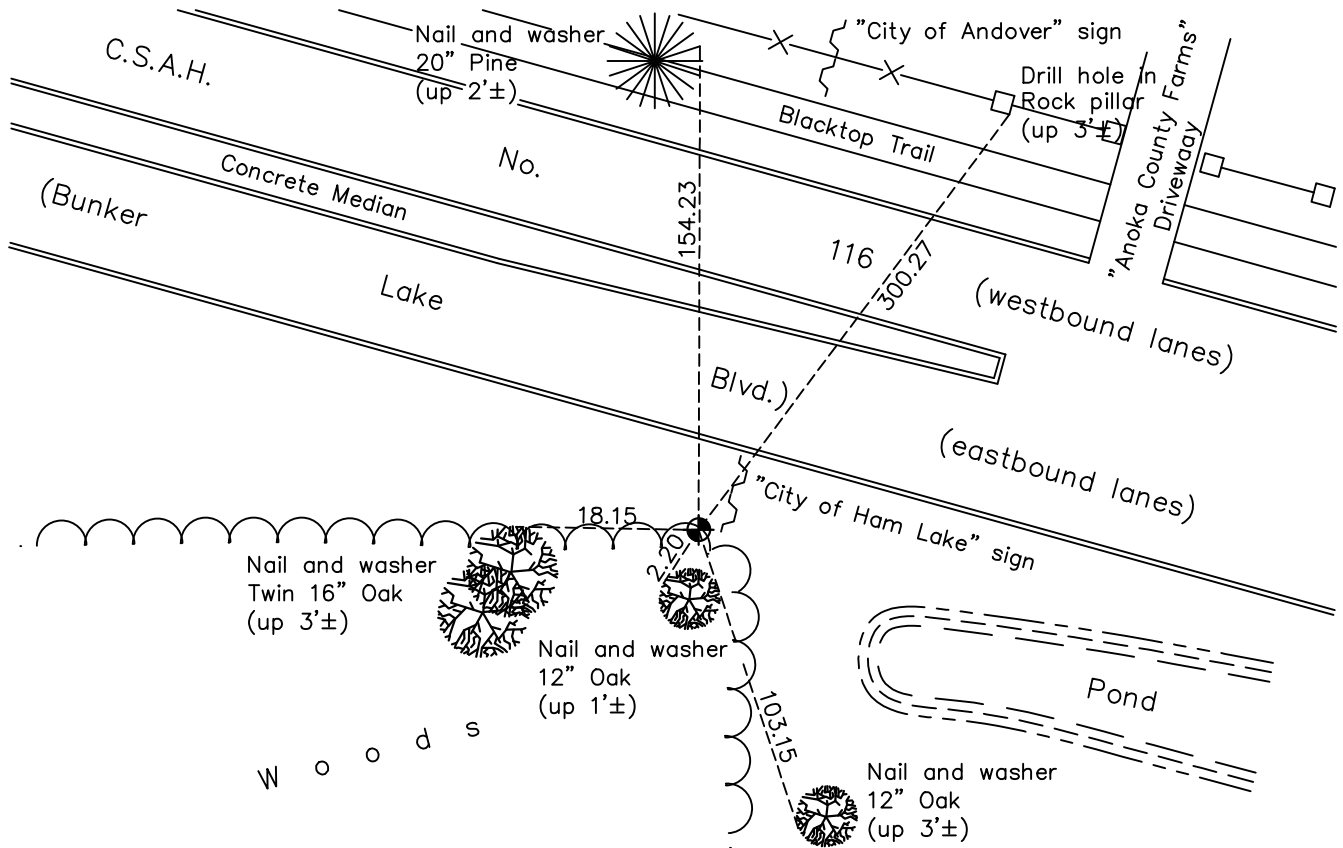 C.S.A.H.
Nail and washer
20" Pine
(up 2'±)
"City of Andover" sign
Drill hole in
Rock pillar
(up 3'±)
"Anoka County Farms"
Driveway
Blacktop Trail
No.
Concrete Median
(Bunker
154.23
116
300.27
(westbound lanes)
Lake
Blvd.)
(eastbound lanes)
"City of Ham Lake" sign
18.15
2.20
Nail and washer
Twin 16" Oak
(up 3'±)
Nail and washer
12" Oak
(up 1'±)
Pond
103.15
Woods
Nail and washer
12" Oak
(up 3'±)